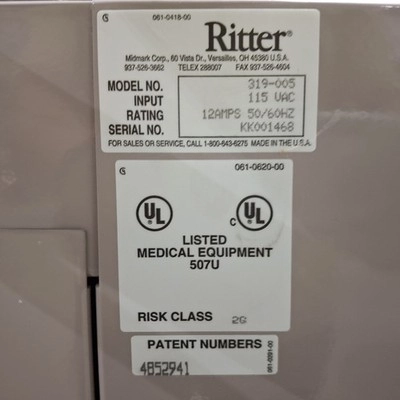 G 061-0418-00
Ritter®
Midmark Corp., 60 Vista Dr., Versailles, OH 45380 U.S.A.
937-526-3662 TELEX 288007 FAX 937-526-4604
MODEL NO. 319-005
INPUT 115 VAC
RATING 12AMPS 50/60HZ
SERIAL NO. KK001468
FOR SALES OR SERVICE, CALL 1-800-643-6275 MADE IN THE U.S.A.
G 061-0620-00
UL ® C UL ®
LISTED
MEDICAL EQUIPMENT
507U
RISK CLASS 2G
PATENT NUMBERS
4852941
061-0391-00